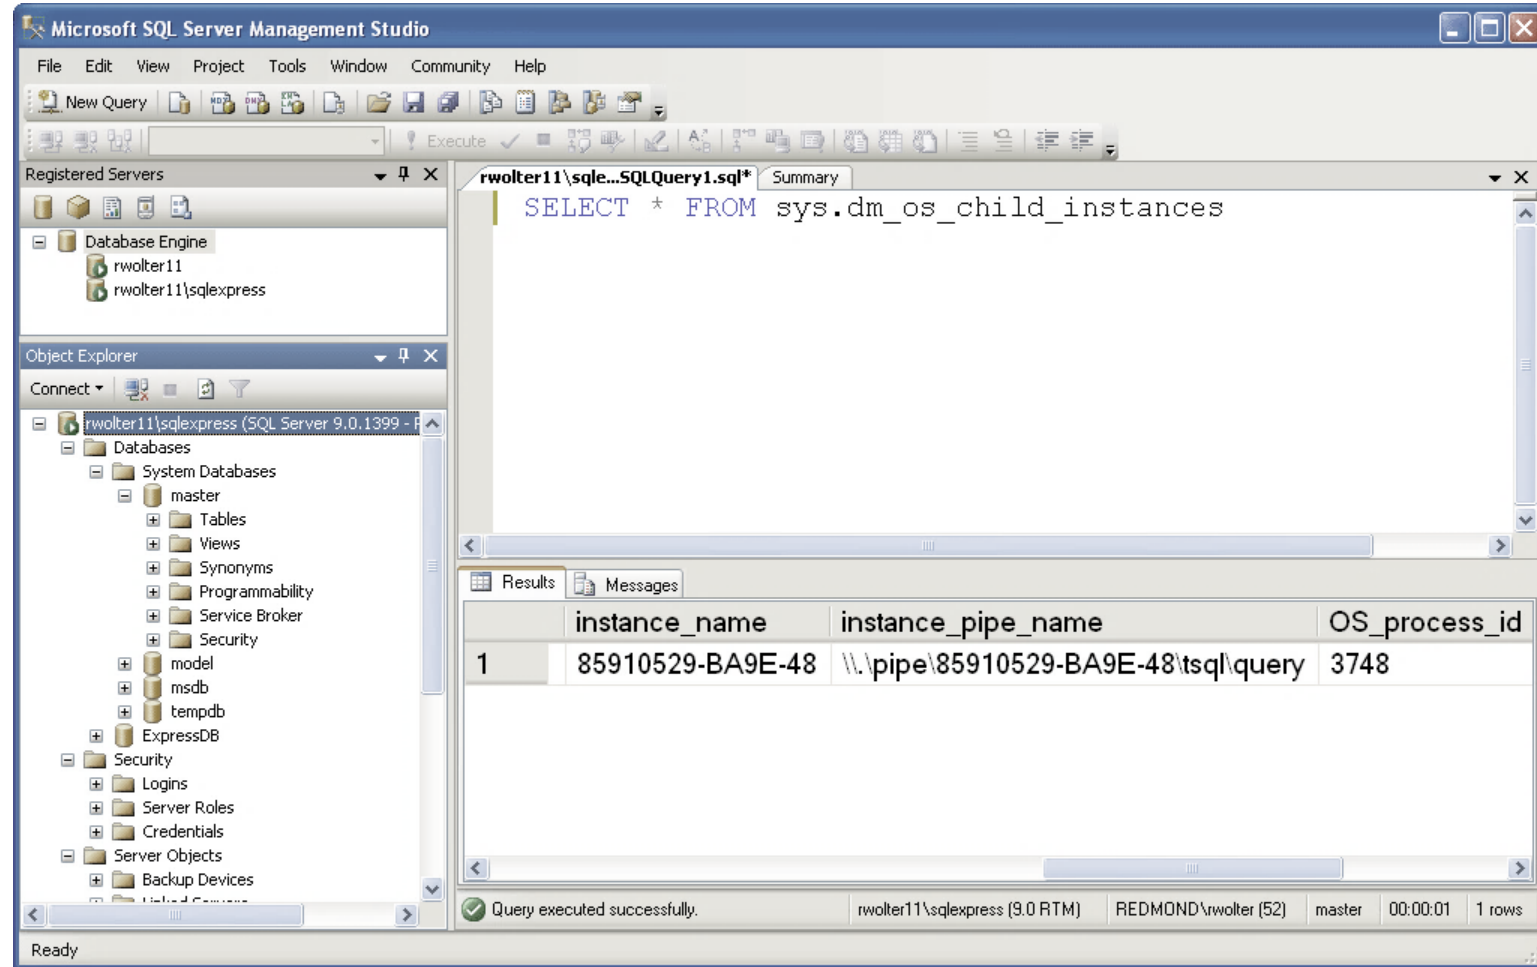 Microsoft SQL Server Management Studio
File Edit View Project Tools Window Community Help
New Query
Execute
Registered Servers
Database Engine
rwolter11
rwolter11\sqlexpress
Object Explorer
Connect
rwolter11\sqlexpress (SQL Server 9.0.1399 -
Databases
System Databases
master
Tables
Views
Synonyms
Programmability
Service Broker
Security
model
msdb
tempdb
ExpressDB
Security
Logins
Server Roles
Credentials
Server Objects
Backup Devices
rwolter11\sqle...SQLQuery1.sql* Summary
SELECT * FROM sys.dm_os_child_instances
Results Messages
instance_name instance_pipe_name OS_process_id
1 85910529-BA9E-48 \\.\pipe\85910529-BA9E-48\tsql\query 3748
Query executed successfully. rwolter11\sqlexpress (9.0 RTM) REDMOND\rwolter (52) master 00:00:01 1 rows
Ready